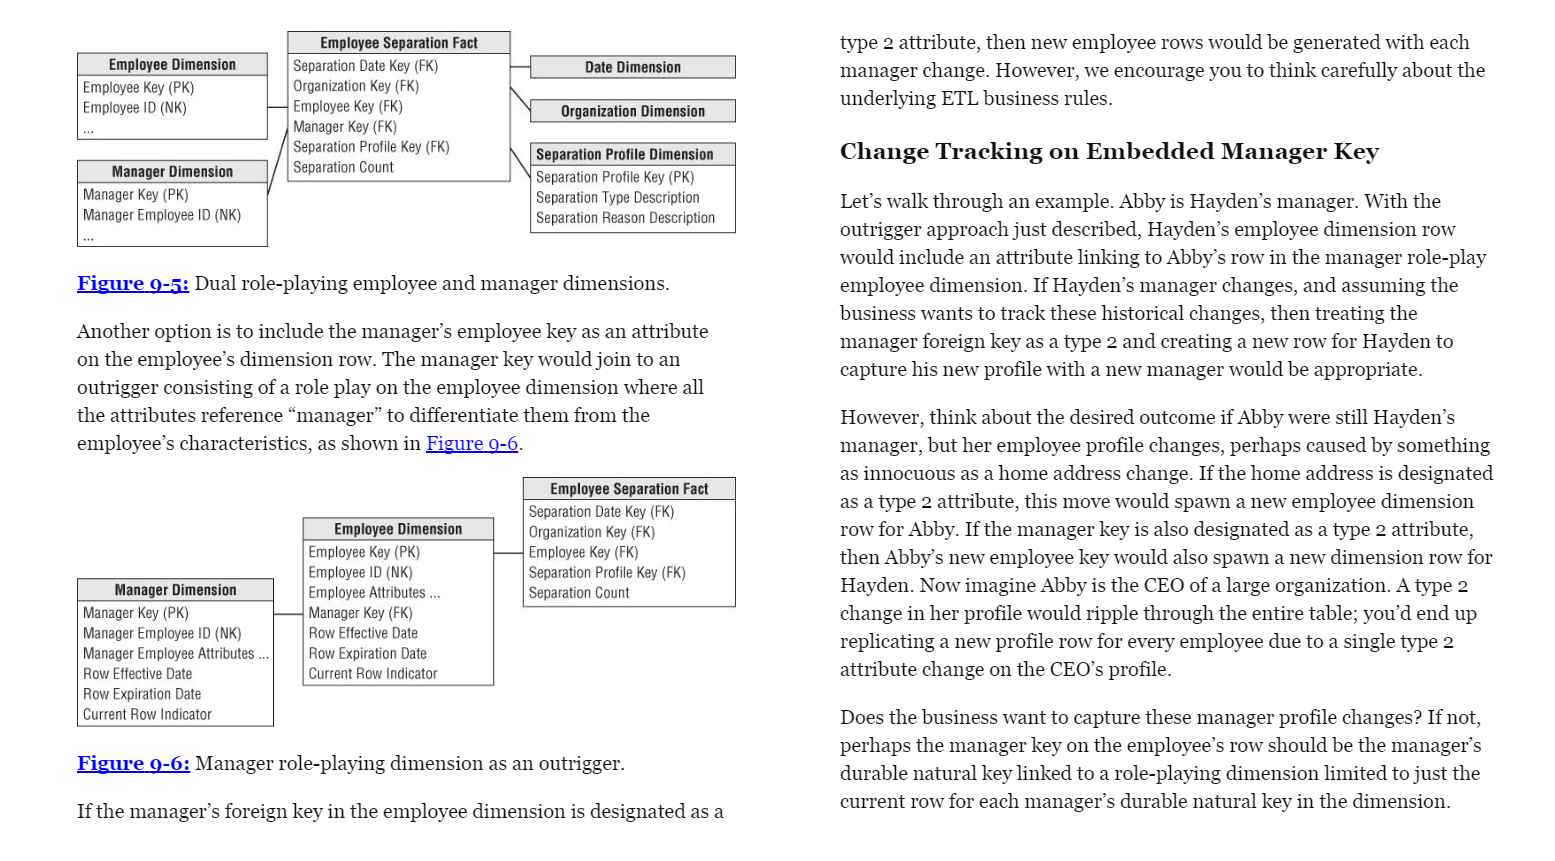 Employee Dimension
Employee Key (PK)
Employee ID (NK)
...
Manager Dimension
Manager Key (PK)
Manager Employee ID (NK)
...
Employee Separation Fact
Separation Date Key (FK)
Organization Key (FK)
Employee Key (FK)
Manager Key (FK)
Separation Profile Key (FK)
Separation Count
Date Dimension
Organization Dimension
Separation Profile Dimension
Separation Profile Key (PK)
Separation Type Description
Separation Reason Description
Figure 9-5: Dual role-playing employee and manager dimensions.
Another option is to include the manager’s employee key as an attribute
on the employee’s dimension row. The manager key would join to an
outrigger consisting of a role play on the employee dimension where all
the attributes reference “manager” to differentiate them from the
employee’s characteristics, as shown in Figure 9-6.
Manager Dimension
Manager Key (PK)
Manager Employee ID (NK)
Manager Employee Attributes ...
Row Effective Date
Row Expiration Date
Current Row Indicator
Employee Dimension
Employee Key (PK)
Employee ID (NK)
Employee Attributes ...
Manager Key (FK)
Row Effective Date
Row Expiration Date
Current Row Indicator
Employee Separation Fact
Separation Date Key (FK)
Organization Key (FK)
Employee Key (FK)
Separation Profile Key (FK)
Separation Count
Figure 9-6: Manager role-playing dimension as an outrigger.
If the manager’s foreign key in the employee dimension is designated as a
type 2 attribute, then new employee rows would be generated with each
manager change. However, we encourage you to think carefully about the
underlying ETL business rules.
Change Tracking on Embedded Manager Key
Let’s walk through an example. Abby is Hayden’s manager. With the
outrigger approach just described, Hayden’s employee dimension row
would include an attribute linking to Abby’s row in the manager role-play
employee dimension. If Hayden’s manager changes, and assuming the
business wants to track these historical changes, then treating the
manager foreign key as a type 2 and creating a new row for Hayden to
capture his new profile with a new manager would be appropriate.
However, think about the desired outcome if Abby were still Hayden’s
manager, but her employee profile changes, perhaps caused by something
as innocuous as a home address change. If the home address is designated
as a type 2 attribute, this move would spawn a new employee dimension
row for Abby. If the manager key is also designated as a type 2 attribute,
then Abby’s new employee key would also spawn a new dimension row for
Hayden. Now imagine Abby is the CEO of a large organization. A type 2
change in her profile would ripple through the entire table; you’d end up
replicating a new profile row for every employee due to a single type 2
attribute change on the CEO’s profile.
Does the business want to capture these manager profile changes? If not,
perhaps the manager key on the employee’s row should be the manager’s
durable natural key linked to a role-playing dimension limited to just the
current row for each manager’s durable natural key in the dimension.